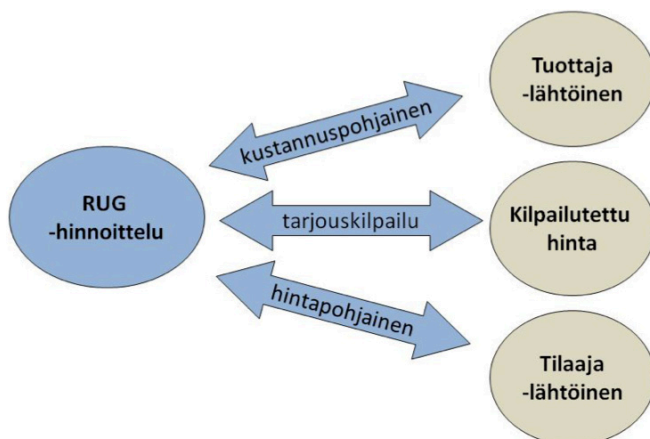 RUG
-hinnoittelu
kustannuspohjainen
tarjouskilpailu
hintapohjainen
Tuottaja
-lähtöinen
Kilpailutettu
hinta
Tilaaja
-lähtöinen